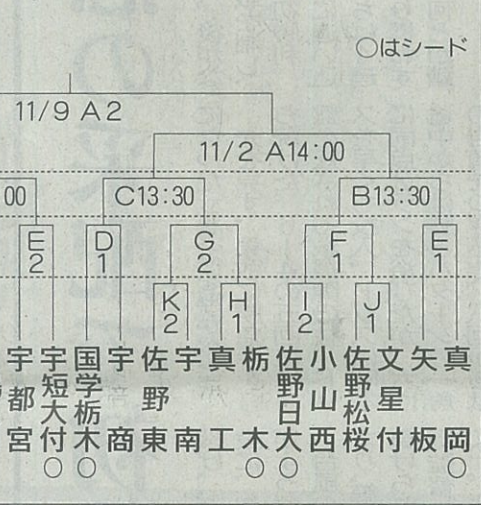 ○はシード
11/9 A2
11/2 A14:00
00
C13:30
B13:30
E
2
D
1
G
2
F
1
E
1
K
2
H
1
I
2
J
1
宇都宮
宇短大付○
国学栃木○
宇商
佐野東
宇南
真工
栃木○
佐野日大○
小山西
佐野松桜
文星付
矢板
真岡○